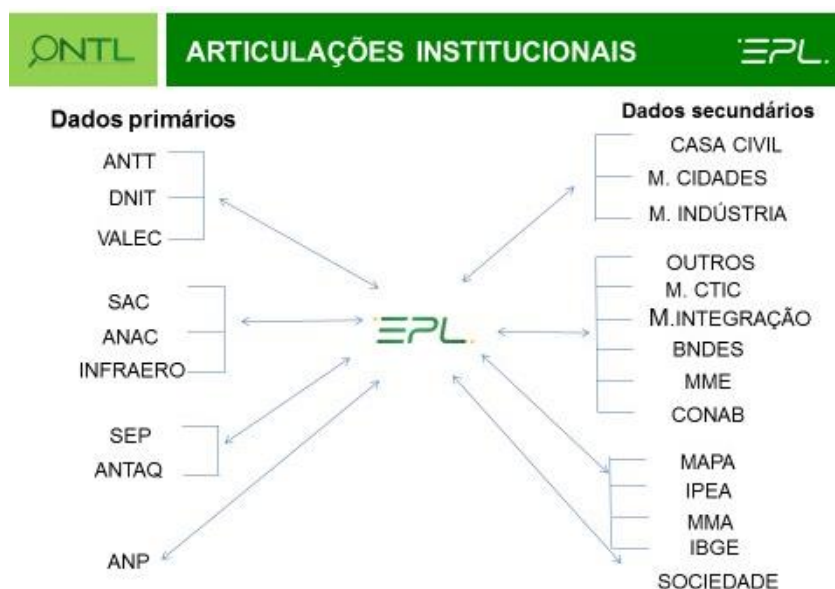 ONTL
ARTICULAÇÕES INSTITUCIONAIS
EPL.
Dados primários
ANTT
DNIT
VALEC
SAC
ANAC
INFRAERO
SEP
ANTAQ
ANP
EPL.
Dados secundários
CASA CIVIL
M. CIDADES
M. INDÚSTRIA
OUTROS
M. CTIC
M.INTEGRAÇÃO
BNDES
MME
CONAB
MAPA
IPEA
MMA
IBGE
SOCIEDADE